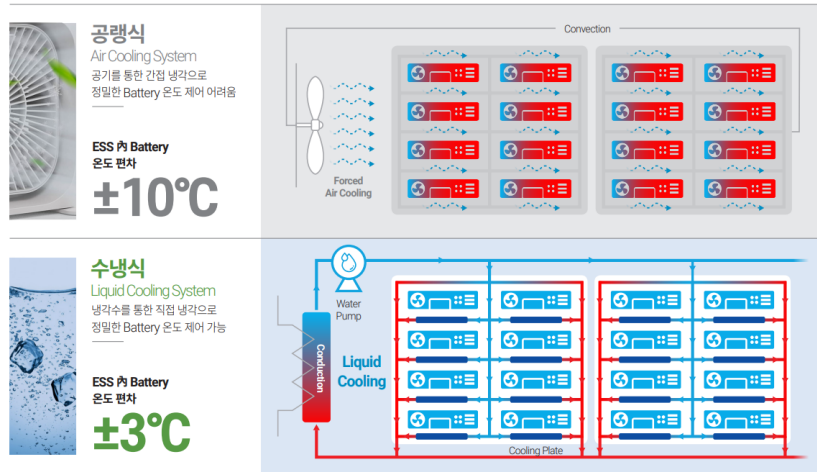 공랭식
Air Cooling System
공기를 통한 간접 냉각으로
정밀한 Battery 온도 제어 어려움
ESS 內 Battery
온도 편차
±10℃
Convection
Forced
Air Cooling
수냉식
Liquid Cooling System
냉각수를 통한 직접 냉각으로
정밀한 Battery 온도 제어 가능
ESS 內 Battery
온도 편차
±3℃
Water
Pump
Conduction
Liquid
Cooling
Cooling Plate